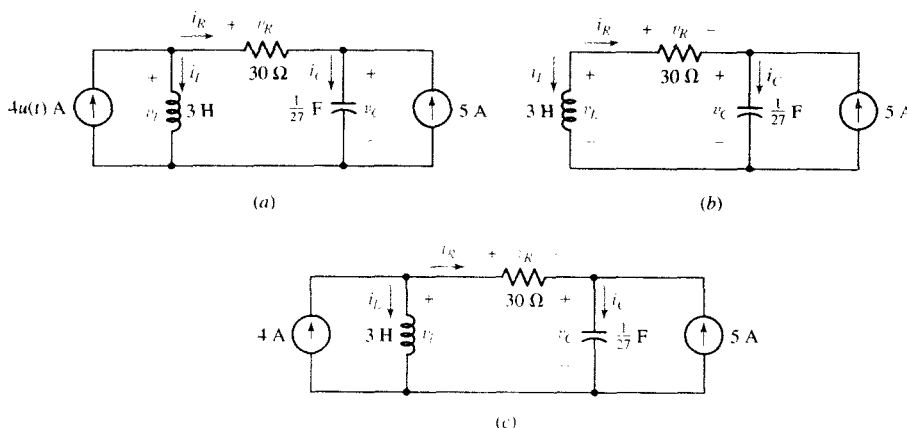 i_R + v_R
i_L i_C
+ +
30 Ω
4u(t) A v_L 3 H 1/27 F v_C 5 A
−
(a)
i_R + v_R −
i_L + 30 Ω + i_C
3 H v_L v_C 1/27 F 5 A
− −
(b)
i_R + v_R
i_L + 30 Ω + i_C
4 A 3 H v_L v_C 1/27 F 5 A
−
(c)